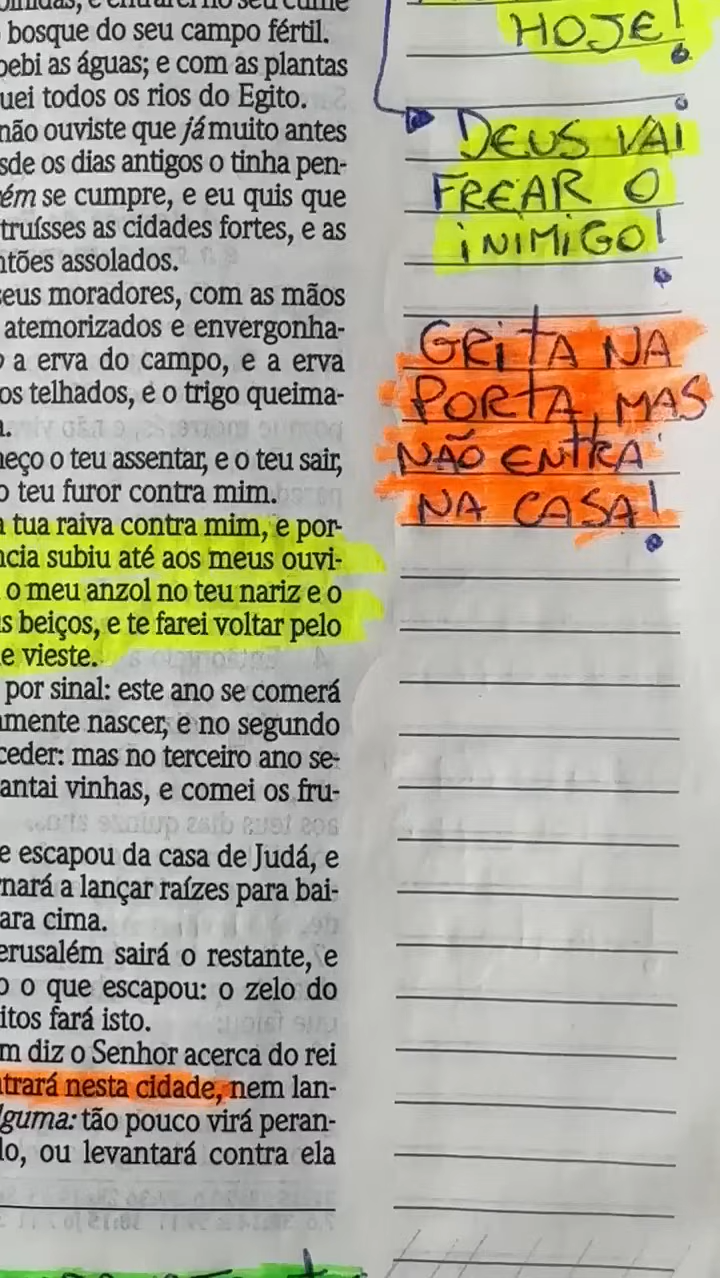 bosque do seu campo fértil.
bebi as águas; e com as plantas
uei todos os rios do Egito.
não ouviste que já muito antes
sde os dias antigos o tinha pen-
ém se cumpre, e eu quis que
truísses as cidades fortes, e as
ntões assolados.
seus moradores, com as mãos
atemorizados e envergonha-
o a erva do campo, e a erva
os telhados, e o trigo queima-
a.
heço o teu assentar, e o teu sair,
o teu furor contra mim.
a tua raiva contra mim, e por-
ncia subiu até aos meus ouvi-
o meu anzol no teu nariz e o
s beiços, e te farei voltar pelo
e vieste.
por sinal: este ano se comerá
amente nascer, e no segundo
ceder: mas no terceiro ano se-
antai vinhas, e comei os fru-
e escapou da casa de Judá, e
rnará a lançar raízes para bai-
ara cima.
erusalém sairá o restante, e
o o que escapou: o zelo do
itos fará isto.
m diz o Senhor acerca do rei
trará nesta cidade, nem lan-
lguma: tão pouco virá peran-
do, ou levantará contra ela
HOJE!
DEUS VAI
FREAR O
INIMIGO!
GRITA NA
PORTA, MAS
NÃO ENTRA
NA CASA!